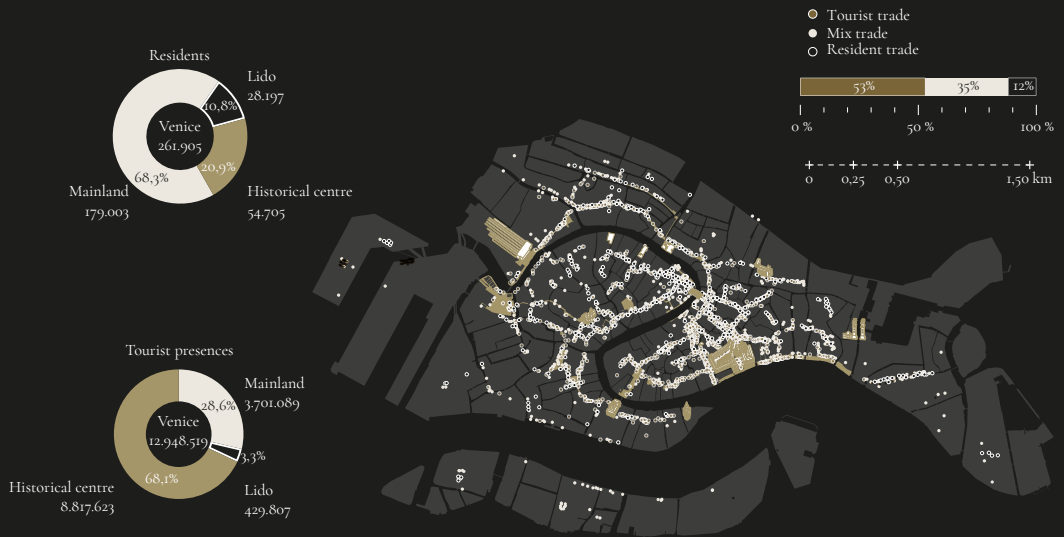 Tourist trade
Mix trade
Resident trade
53%
35%
12%
0 %
50 %
100 %
0
0,25
0,50
1,50 km
Residents
Lido
28.197
10,8%
Venice
261.905
20,9%
68,3%
Mainland
179.003
Historical centre
54.705
Tourist presences
Mainland
3.701.089
28,6%
Venice
12.948.519
3,3%
68,1%
Historical centre
8.817.623
Lido
429.807